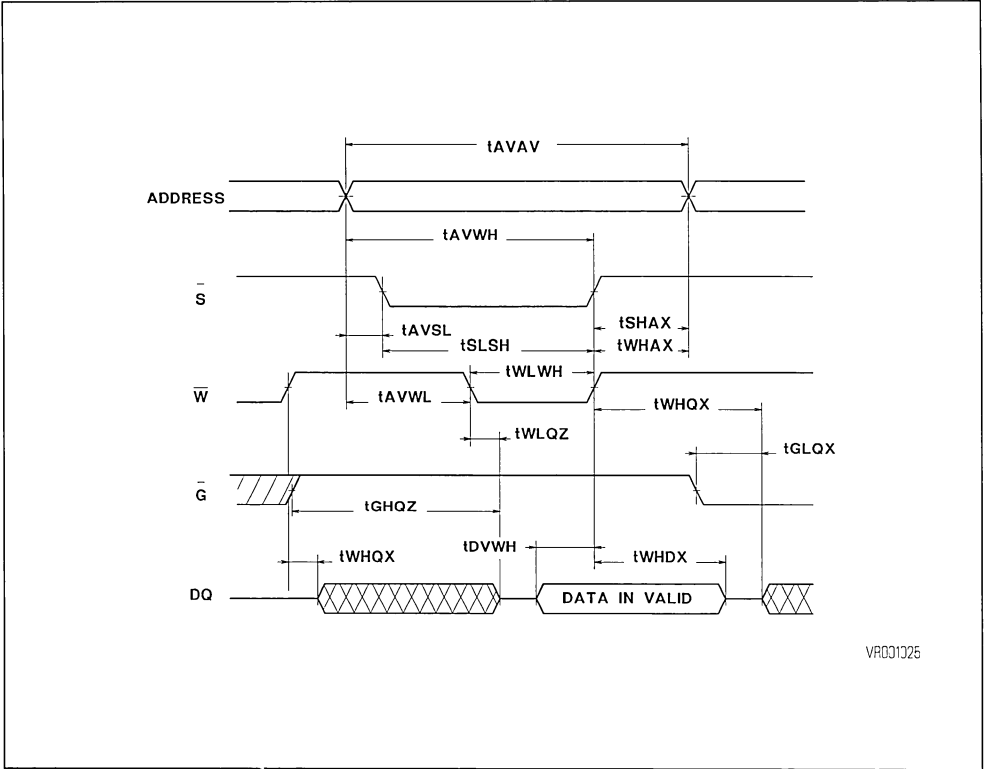 tAVAV
ADDRESS
tAVWH
S̅
tAVSL
tSHAX
tSLSH
tWHAX
tWLWH
W̅
tAVWL
tWHQX
tWLQZ
tGLQX
G̅
tGHQZ
tDVWH
tWHQX
tWHDX
DQ
DATA IN VALID
VR001025